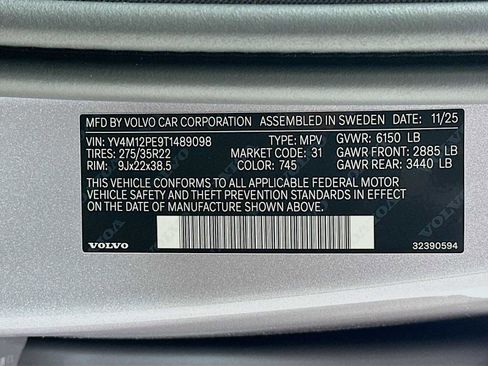 MFD BY VOLVO CAR CORPORATION ASSEMBLED IN SWEDEN DATE: 11/25
VIN: YV4M12PE9T1489098 TYPE: MPV GVWR: 6150 LB
TIRES: 275/35R22 MARKET CODE: 31 GAWR FRONT: 2885 LB
RIM: 9Jx22x38.5 COLOR: 745 GAWR REAR: 3440 LB
THIS VEHICLE CONFORMS TO ALL APPLICABLE FEDERAL MOTOR
VEHICLE SAFETY AND THEFT PREVENTION STANDARDS IN EFFECT
ON THE DATE OF MANUFACTURE SHOWN ABOVE.
VOLVO 32390594